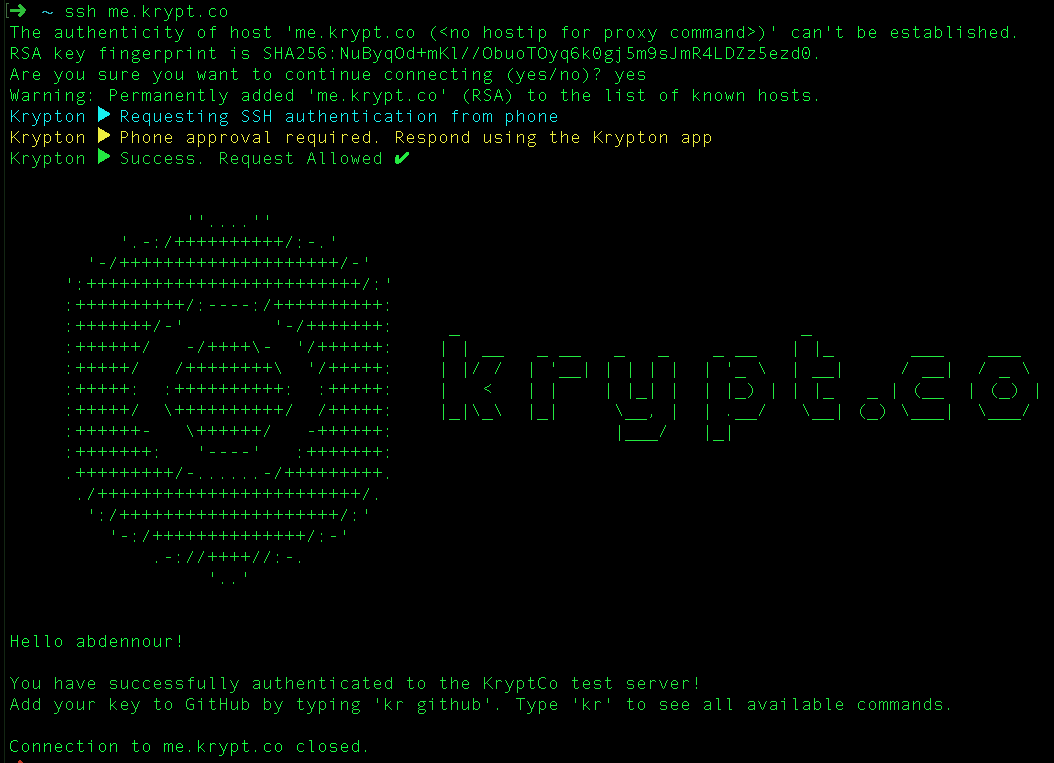 [➜ ~ ssh me.krypt.co
The authenticity of host 'me.krypt.co (<no hostip for proxy command>)' can't be established.
RSA key fingerprint is SHA256:NuByqOd+mKl//ObuoTOyq6k0gj5m9sJmR4LDZz5ezd0.
Are you sure you want to continue connecting (yes/no)? yes
Warning: Permanently added 'me.krypt.co' (RSA) to the list of known hosts.
Krypton ▶ Requesting SSH authentication from phone
Krypton ▶ Phone approval required. Respond using the Krypton app
Krypton ▶ Success. Request Allowed ✔
krypt.co
Hello abdennour!
You have successfully authenticated to the KryptCo test server!
Add your key to GitHub by typing 'kr github'. Type 'kr' to see all available commands.
Connection to me.krypt.co closed.